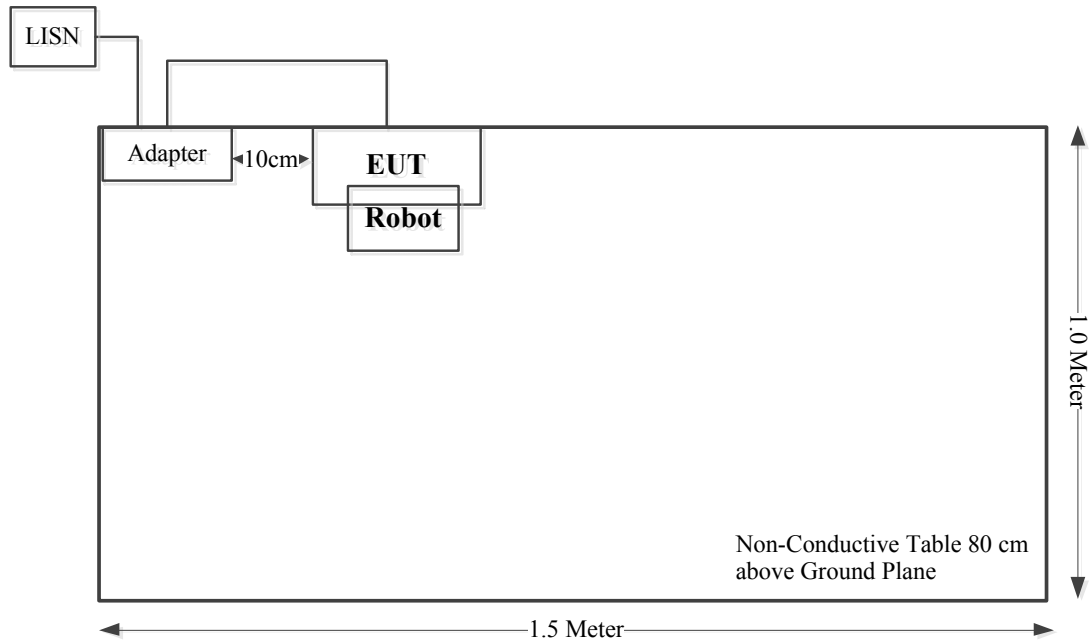 LISN
Adapter
10cm
EUT
Robot
1.0 Meter
Non-Conductive Table 80 cm
above Ground Plane
1.5 Meter